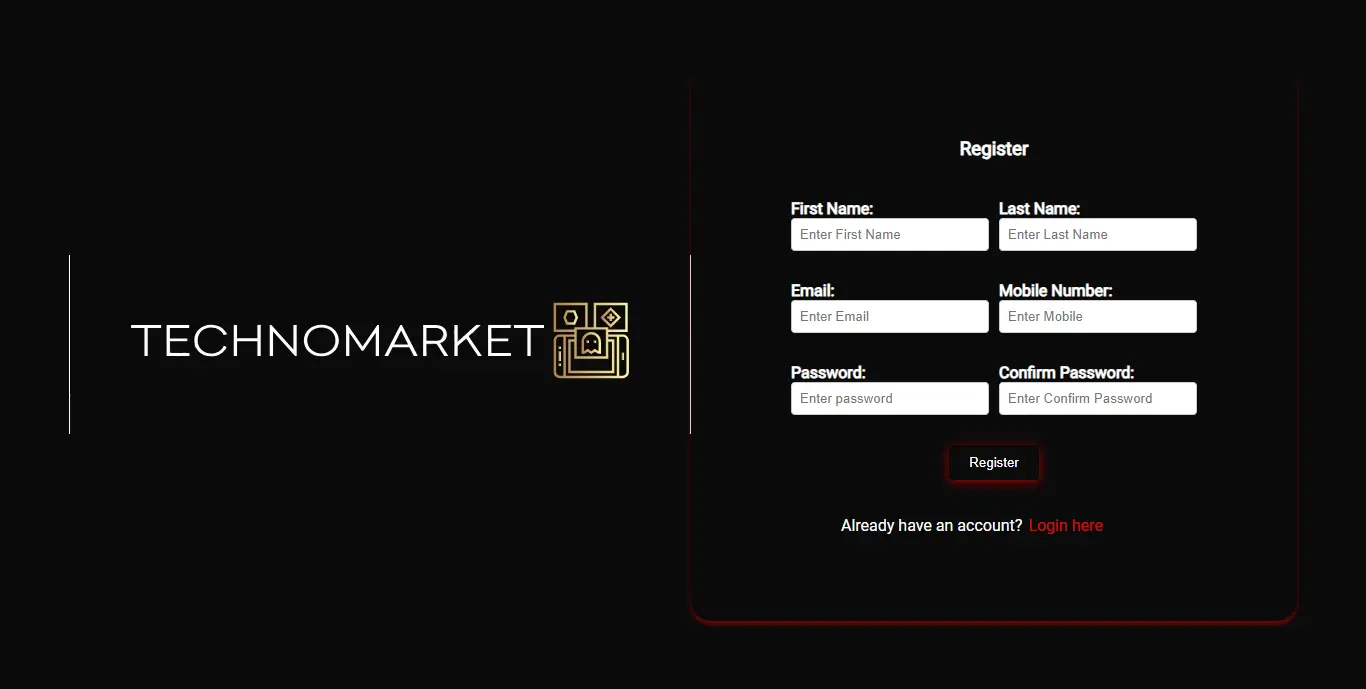 TECHNOMARKET
Register
First Name: Last Name:
Enter First Name Enter Last Name
Email: Mobile Number:
Enter Email Enter Mobile
Password: Confirm Password:
Enter password Enter Confirm Password
Register
Already have an account? Login here